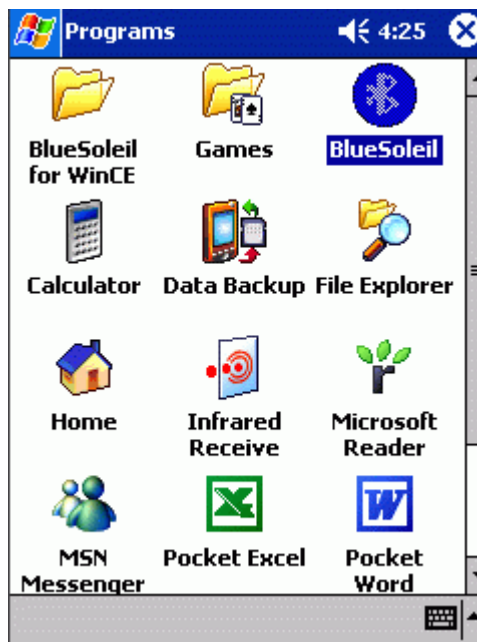 Programs 4:25
BlueSoleil for WinCE
Games
BlueSoleil
Calculator
Data Backup
File Explorer
Home
Infrared Receive
Microsoft Reader
MSN Messenger
Pocket Excel
Pocket Word